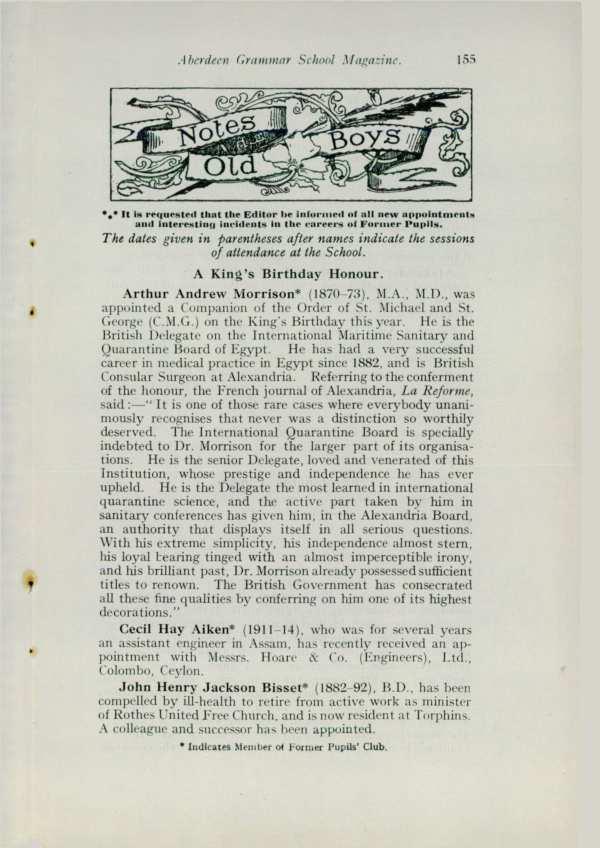 Aberdeen Grammar School Magazine. 155
Notes
AND
Old
Boys
*⁎* It is requested that the Editor be informed of all new appointments
and interesting incidents in the careers of Former Pupils.
The dates given in parentheses after names indicate the sessions
of attendance at the School.
A King's Birthday Honour.
Arthur Andrew Morrison* (1870–73), M.A., M.D., was
appointed a Companion of the Order of St. Michael and St.
George (C.M.G.) on the King's Birthday this year. He is the
British Delegate on the International Maritime Sanitary and
Quarantine Board of Egypt. He has had a very successful
career in medical practice in Egypt since 1882, and is British
Consular Surgeon at Alexandria. Referring to the conferment
of the honour, the French journal of Alexandria, La Reforme,
said :—" It is one of those rare cases where everybody unani-
mously recognises that never was a distinction so worthily
deserved. The International Quarantine Board is specially
indebted to Dr. Morrison for the larger part of its organisa-
tions. He is the senior Delegate, loved and venerated of this
Institution, whose prestige and independence he has ever
upheld. He is the Delegate the most learned in international
quarantine science, and the active part taken by him in
sanitary conferences has given him, in the Alexandria Board,
an authority that displays itself in all serious questions.
With his extreme simplicity, his independence almost stern,
his loyal bearing tinged with an almost imperceptible irony,
and his brilliant past, Dr. Morrison already possessed sufficient
titles to renown. The British Government has consecrated
all these fine qualities by conferring on him one of its highest
decorations."
Cecil Hay Aiken* (1911–14), who was for several years
an assistant engineer in Assam, has recently received an ap-
pointment with Messrs. Hoare & Co. (Engineers), Ltd.,
Colombo, Ceylon.
John Henry Jackson Bisset* (1882–92), B.D., has been
compelled by ill-health to retire from active work as minister
of Rothes United Free Church, and is now resident at Torphins.
A colleague and successor has been appointed.
* Indicates Member of Former Pupils' Club.